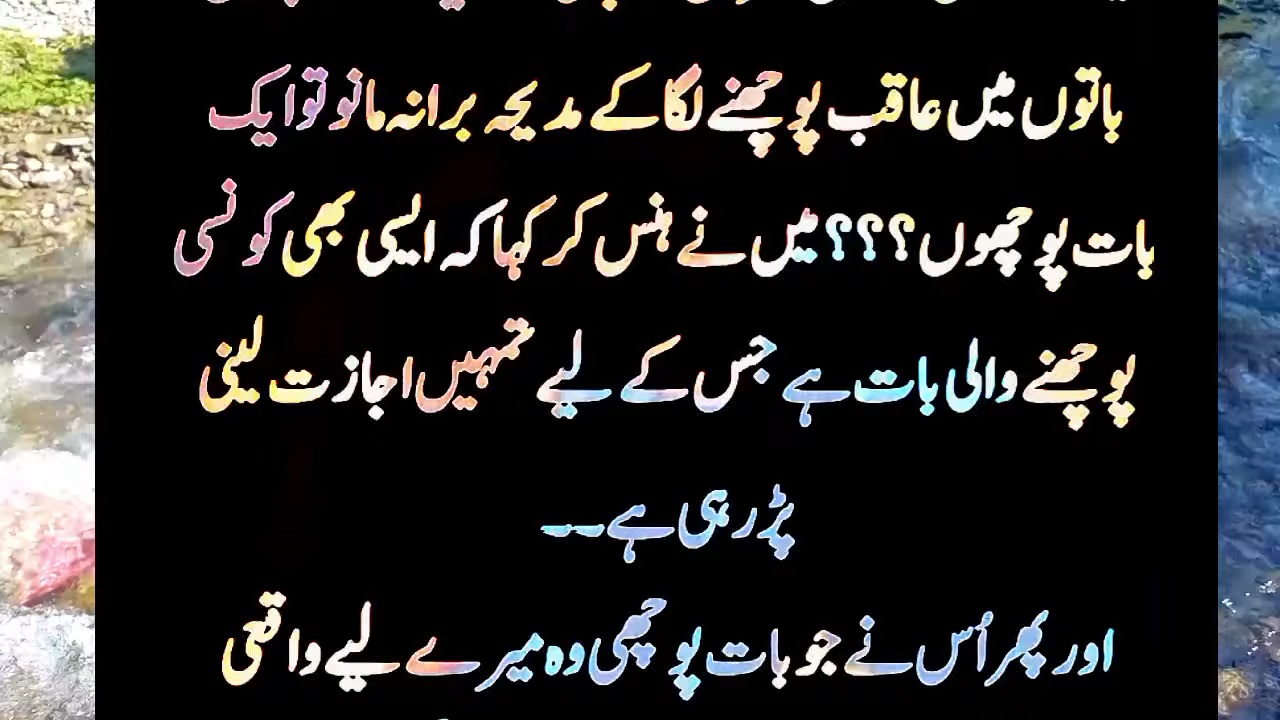 باتوں میں عاقب پوچھنے لگا کے مدیحہ برا نہ مانو تو ایک
بات پوچھوں؟؟؟ میں نے ہنس کر کہا کہ ایسی بھی کونسی
پوچھنے والی بات ہے جس کے لیے تمہیں اجازت لینی
پڑ رہی ہے۔۔
اور پھر اُس نے جو بات پوچھی وہ میرے لیے واقعی